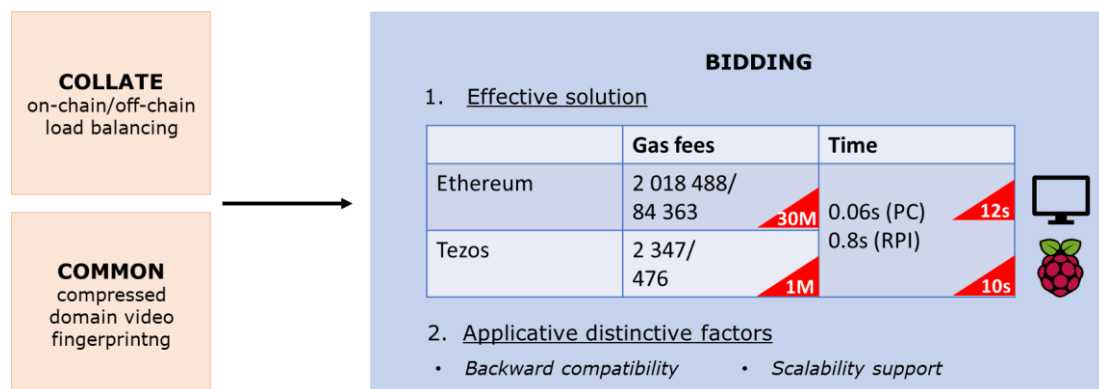 COLLATE
on-chain/off-chain
load balancing
COMMON
compressed
domain video
fingerprintng
BIDDING
1. Effective solution
Gas fees Time
Ethereum 2 018 488/
84 363 30M
0.06s (PC) 12s
0.8s (RPI)
Tezos 2 347/
476 1M 10s
2. Applicative distinctive factors
• Backward compatibility • Scalability support